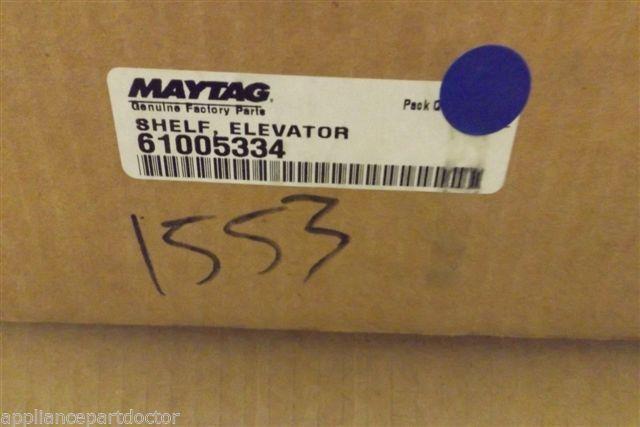 MAYTAG.
Genuine Factory Parts
Pack
SHELF, ELEVATOR
61005334
1553
appliancepartdoctor